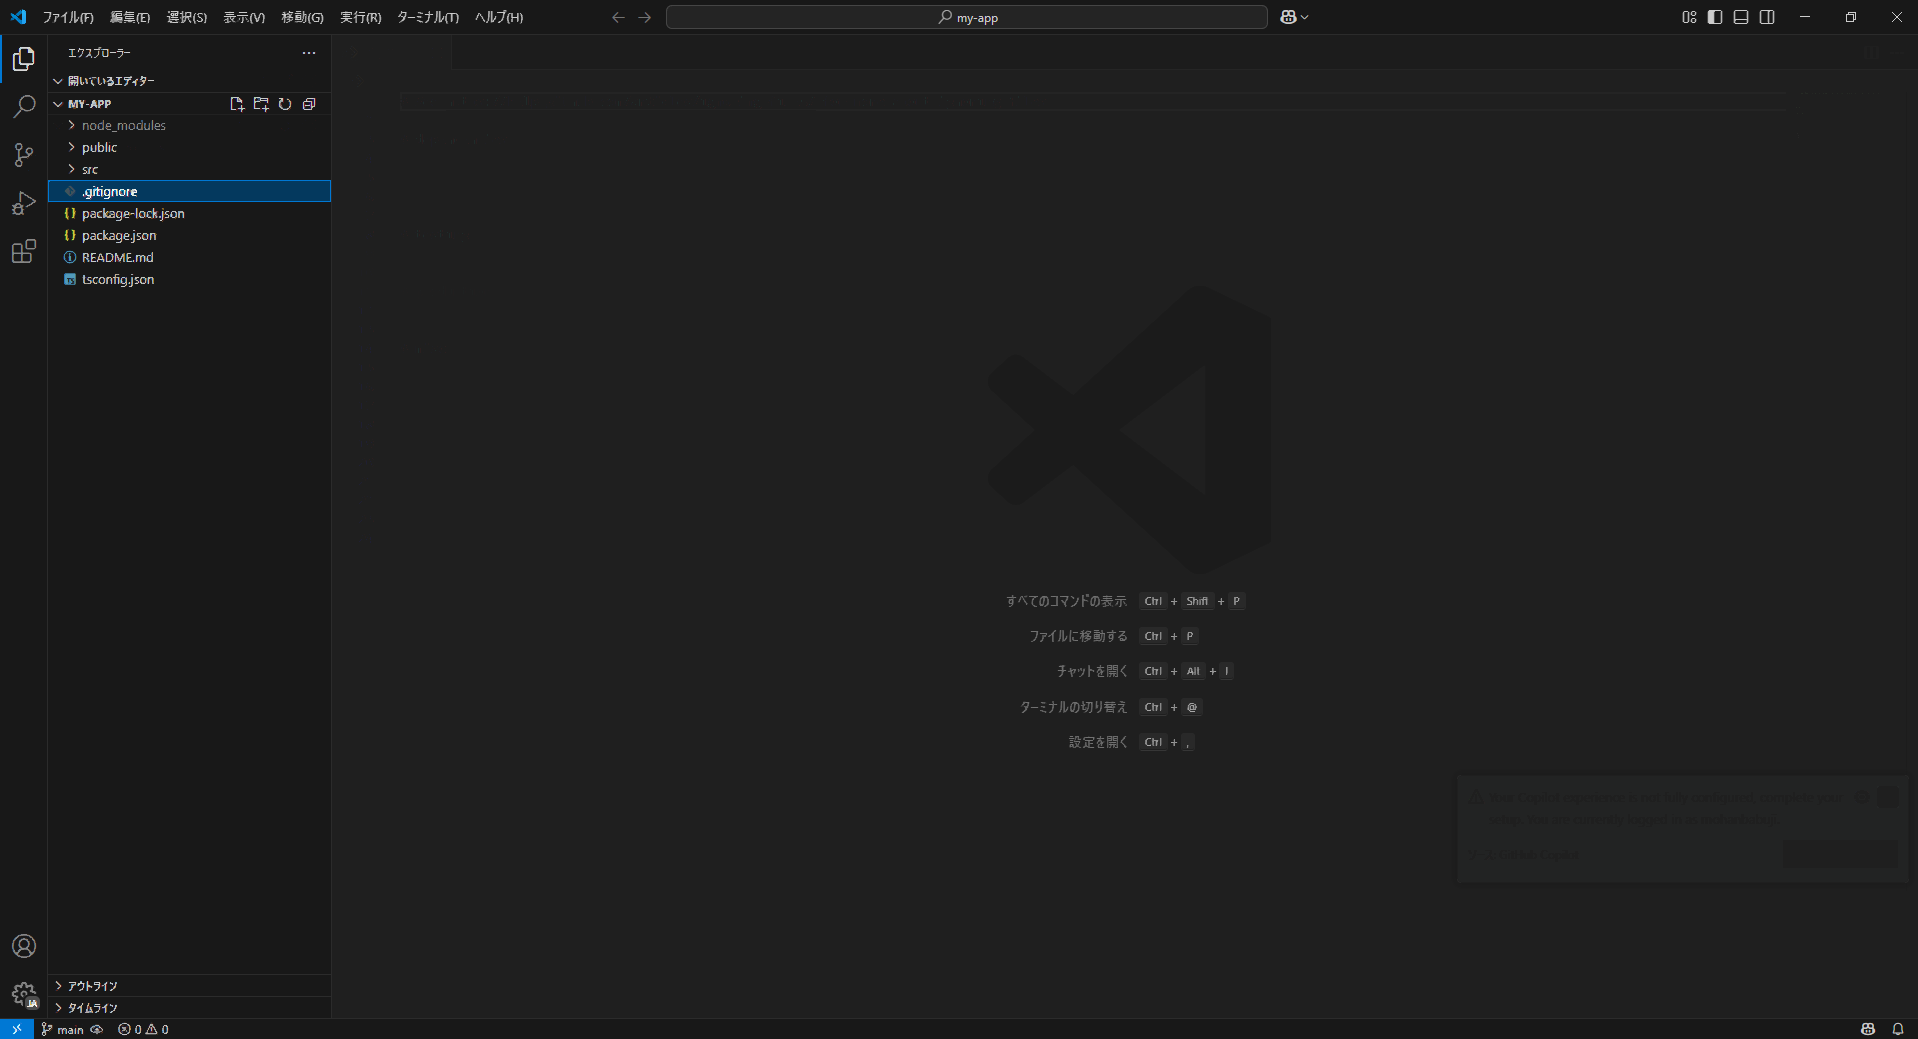 ファイル(F) 編集(E) 選択(S) 表示(V) 移動(G) 実行(R) ターミナル(T) ヘルプ(H)
my-app
エクスプローラー
開いているエディター
MY-APP
node_modules
public
src
.gitignore
package-lock.json
package.json
README.md
tsconfig.json
すべてのコマンドの表示 Ctrl + Shift + P
ファイルに移動する Ctrl + P
チャットを開く Ctrl + Alt + I
ターミナルの切り替え Ctrl + @
設定を開く Ctrl + ,
アウトライン
タイムライン
JA
main 0 0